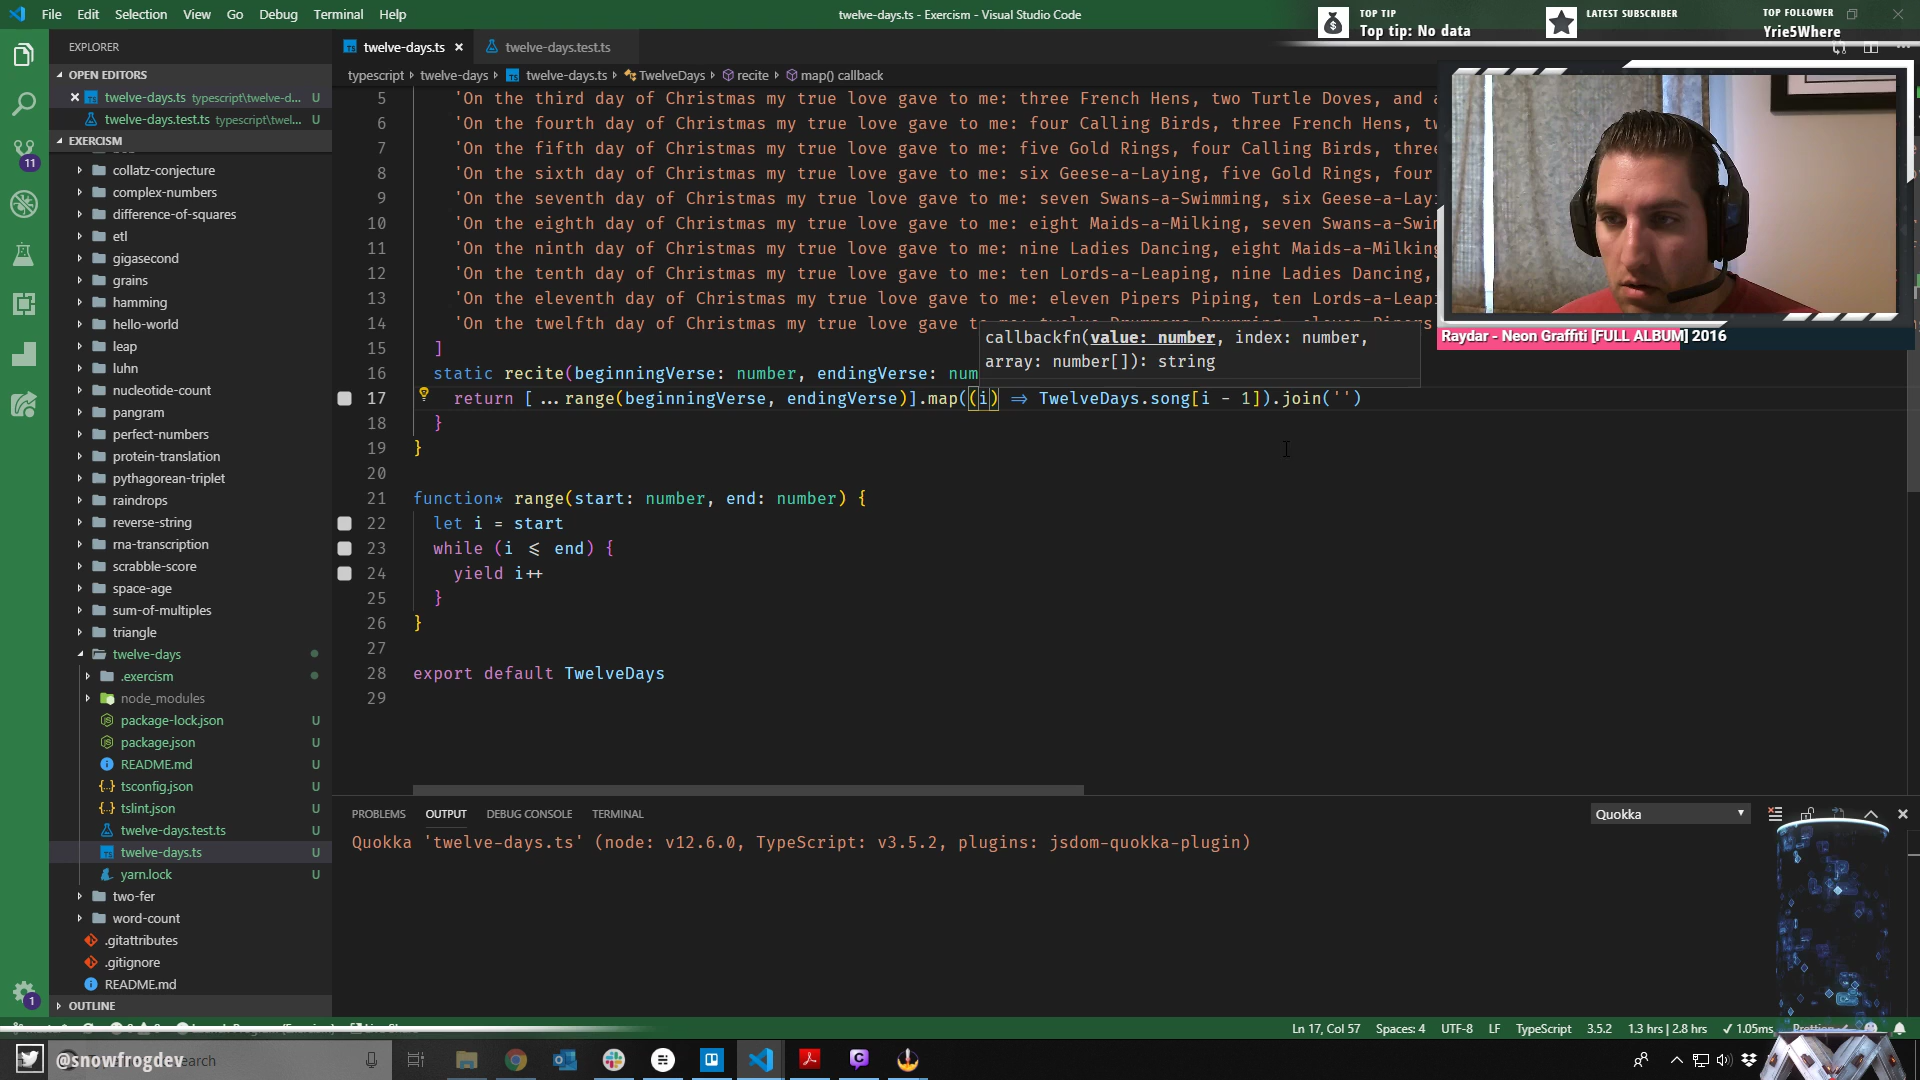 File Edit Selection View Go Debug Terminal Help
twelve-days.ts - Exercism - Visual Studio Code
TOP TIP
Top tip: No data
LATEST SUBSCRIBER
TOP FOLLOWER
Yrie5Where
EXPLORER
OPEN EDITORS
twelve-days.ts typescript\twelve-d... U
twelve-days.test.ts typescript\twel... U
EXERCISM
collatz-conjecture
complex-numbers
difference-of-squares
etl
gigasecond
grains
hamming
hello-world
leap
luhn
nucleotide-count
pangram
perfect-numbers
protein-translation
pythagorean-triplet
raindrops
reverse-string
rna-transcription
scrabble-score
space-age
sum-of-multiples
triangle
twelve-days
.exercism
node_modules
package-lock.json U
package.json U
README.md U
tsconfig.json U
tslint.json U
twelve-days.test.ts U
twelve-days.ts U
yarn.lock U
two-fer
word-count
.gitattributes
.gitignore
README.md
OUTLINE
11
1
twelve-days.ts twelve-days.test.ts
typescript twelve-days twelve-days.ts TwelveDays recite map() callback
5 'On the third day of Christmas my true love gave to me: three French Hens, two Turtle Doves, and a
6 'On the fourth day of Christmas my true love gave to me: four Calling Birds, three French Hens, tw
7 'On the fifth day of Christmas my true love gave to me: five Gold Rings, four Calling Birds, three
8 'On the sixth day of Christmas my true love gave to me: six Geese-a-Laying, five Gold Rings, four
9 'On the seventh day of Christmas my true love gave to me: seven Swans-a-Swimming, six Geese-a-Layi
10 'On the eighth day of Christmas my true love gave to me: eight Maids-a-Milking, seven Swans-a-Swim
11 'On the ninth day of Christmas my true love gave to me: nine Ladies Dancing, eight Maids-a-Milking
12 'On the tenth day of Christmas my true love gave to me: ten Lords-a-Leaping, nine Ladies Dancing,
13 'On the eleventh day of Christmas my true love gave to me: eleven Pipers Piping, ten Lords-a-Leapi
14 'On the twelfth day of Christmas my true love gave t
callbackfn(value: number, index: number,
array: number[]): string
15 ]
16 static recite(beginningVerse: number, endingVerse: num
17 return [...range(beginningVerse, endingVerse)].map((i) => TwelveDays.song[i - 1]).join('')
18 }
19 }
20
21 function* range(start: number, end: number) {
22 let i = start
23 while (i <= end) {
24 yield i++
25 }
26 }
27
28 export default TwelveDays
29
Raydar - Neon Graffiti [FULL ALBUM] 2016
PROBLEMS OUTPUT DEBUG CONSOLE TERMINAL
Quokka
Quokka 'twelve-days.ts' (node: v12.6.0, TypeScript: v3.5.2, plugins: jsdom-quokka-plugin)
Ln 17, Col 57 Spaces: 4 UTF-8 LF TypeScript 3.5.2 1.3 hrs | 2.8 hrs ✓ 1.05ms
@snowfrogdev